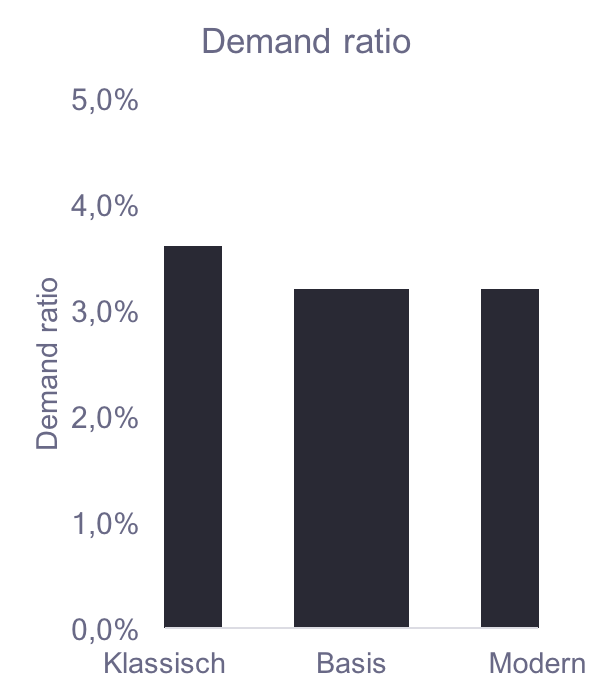 Demand ratio
5,0%
4,0%
3,0%
2,0%
1,0%
0,0%
Demand ratio
Klassisch Basis Modern